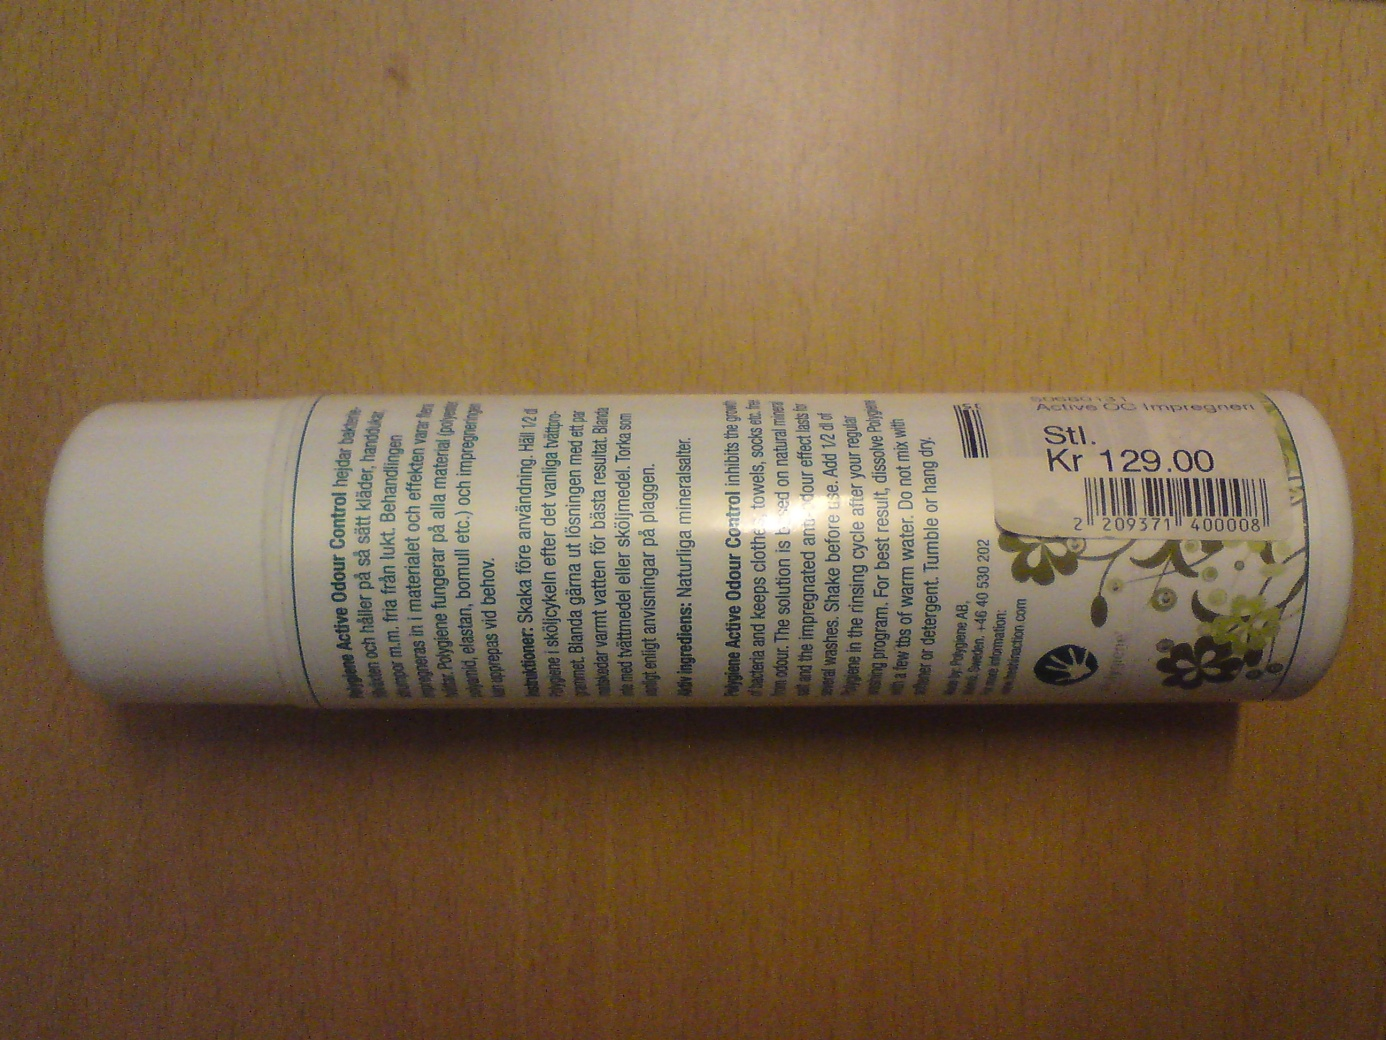 Polygiene Active Odour Control hejdar bakterie-
tillväxten och håller på så sätt kläder, handdukar,
strumpor m.m. fria från lukt. Behandlingen
impregneras in i materialet och effekten varar flera
tvättar. Polygiene fungerar på alla material (polyester,
polyamid, elastan, bomull etc.) och impregneringen
kan upprepas vid behov.
Instruktioner: Skaka före användning. Häll 1/2 dl
Polygiene i sköljcykeln efter det vanliga tvättpro-
grammet. Blanda gärna ut lösningen med ett par
matskedar varmt vatten för bästa resultat. Blanda
inte med tvättmedel eller sköljmedel. Torka som
vanligt enligt anvisningar på plaggen.
Aktiv ingrediens: Naturliga mineralsalter.
Polygiene Active Odour Control inhibits the growth
of bacteria and keeps clothes, towels, socks etc. free
from odour. The solution is based on natural mineral
salt and the impregnated anti-odour effect lasts for
several washes. Shake before use. Add 1/2 dl of
Polygiene in the rinsing cycle after your regular
washing program. For best result, dissolve Polygiene
with a few tbs of warm water. Do not mix with
softener or detergent. Tumble or hang dry.
Made by: Polygiene AB,
Sweden. +46 40 530 202
For more information:
Polygiene
Active OC Impregneri
Stl.
Kr 129.00
2 209371 400008